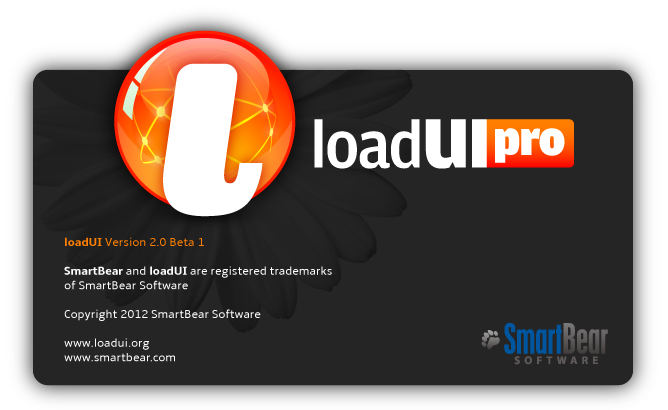 loadUI pro
loadUI Version 2.0 Beta 1
SmartBear and loadUI are registered trademarks
of SmartBear Software
Copyright 2012 SmartBear Software
www.loadui.org
www.smartbear.com
SmartBear
SOFTWARE